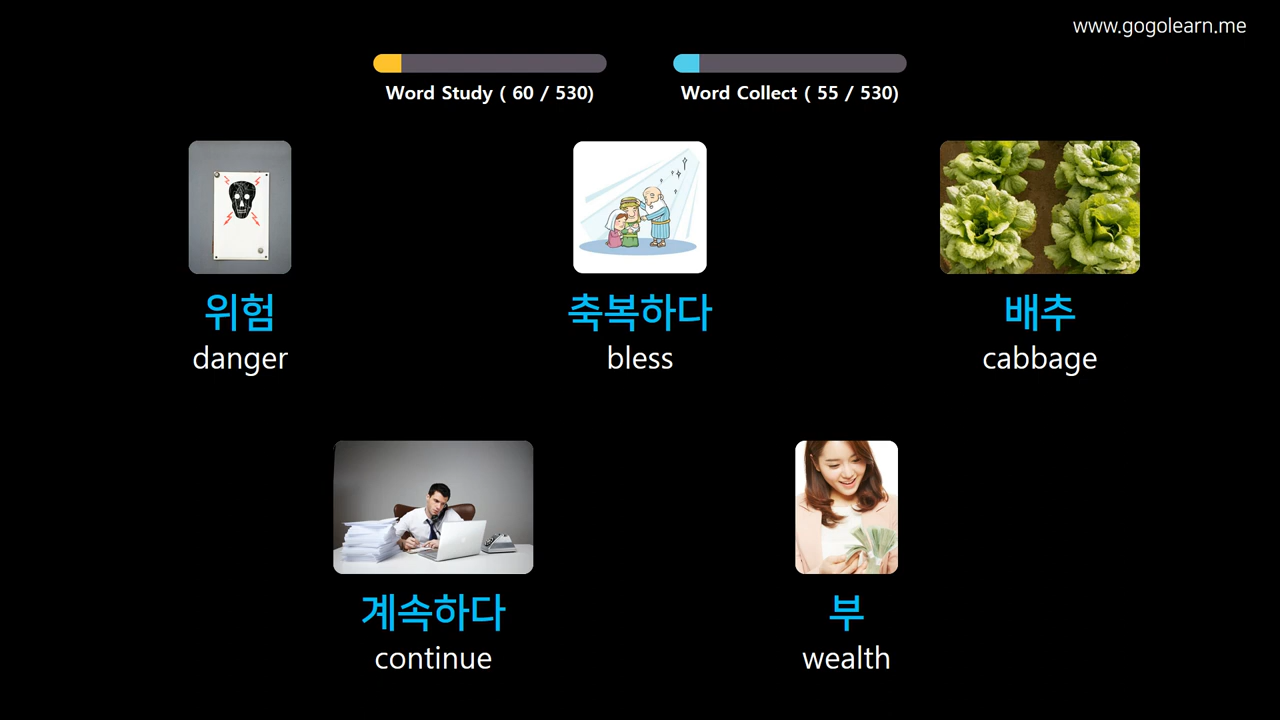 www.gogolearn.me
Word Study ( 60 / 530)
Word Collect ( 55 / 530)
위험
danger
축복하다
bless
배추
cabbage
계속하다
continue
부
wealth